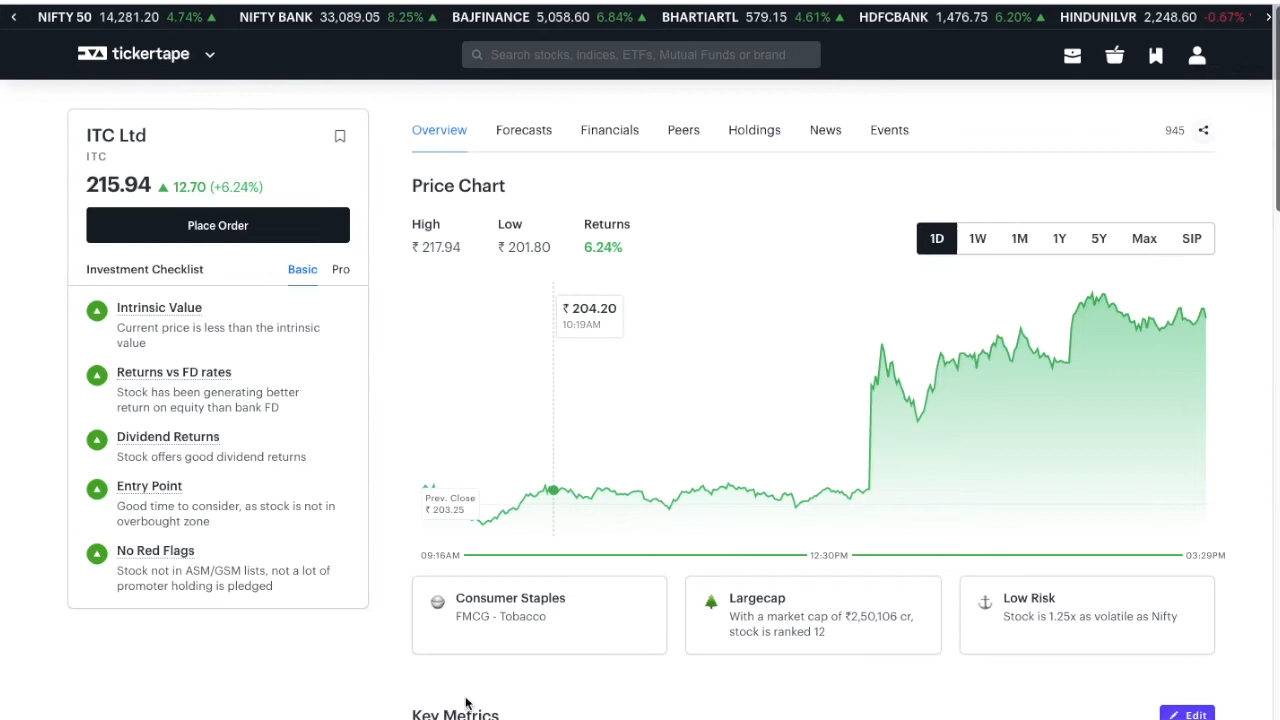 NIFTY 50 14,281.20 4.74% NIFTY BANK 33,089.05 8.25% BAJFINANCE 5,058.60 6.84% BHARTIARTL 579.15 4.61% HDFCBANK 1,476.75 6.20% HINDUNILVR 2,248.60 -0.67%
tickertape
Search stocks, indices, ETFs, Mutual Funds or brand
ITC Ltd
ITC
215.94 12.70 (+6.24%)
Place Order
Investment Checklist Basic Pro
Intrinsic Value
Current price is less than the intrinsic
value
Returns vs FD rates
Stock has been generating better
return on equity than bank FD
Dividend Returns
Stock offers good dividend returns
Entry Point
Good time to consider, as stock is not in
overbought zone
No Red Flags
Stock not in ASM/GSM lists, not a lot of
promoter holding is pledged
Overview Forecasts Financials Peers Holdings News Events 945
Price Chart
High Low Returns
₹ 217.94 ₹ 201.80 6.24%
1D 1W 1M 1Y 5Y Max SIP
₹ 204.20
10:19AM
Prev. Close
₹ 203.25
09:16AM 12:30PM 03:29PM
Consumer Staples
FMCG - Tobacco
Largecap
With a market cap of ₹2,50,106 cr,
stock is ranked 12
Low Risk
Stock is 1.25x as volatile as Nifty
Key Metrics
Edit